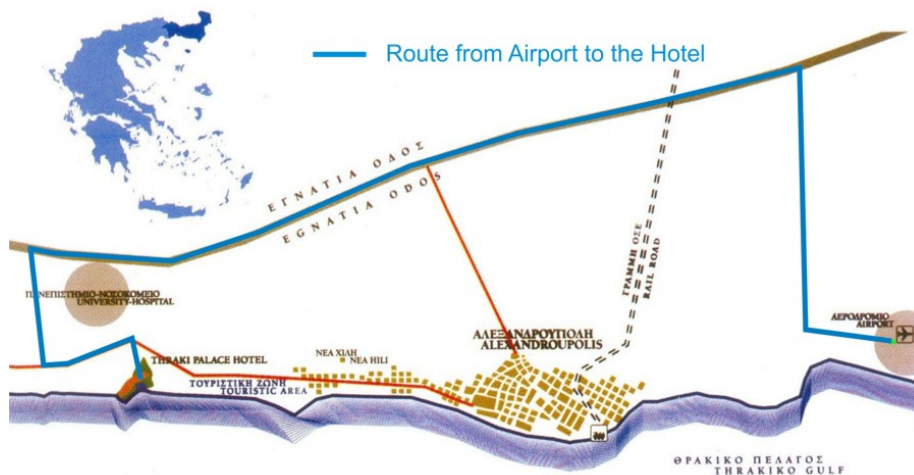 Route from Airport to the Hotel
ΕΓΝΑΤΙΑ ΟΔΟΣ
EGNATIA ODOS
ΓΡΑΜΜΗ ΟΣΕ
RAIL ROAD
ΠΑΝΕΠΙΣΤΗΜΙΟ-ΝΟΣΟΚΟΜΕΙΟ
UNIVERSITY-HOSPITAL
ΑΕΡΟΔΡΟΜΙΟ
AIRPORT
ΑΛΕΞΑΝΔΡΟΥΠΟΛΗ
ALEXANDROUPOLIS
THRAKI PALACE HOTEL
ΝΕΑ ΧΙΛΗ
NEA HILI
ΤΟΥΡΙΣΤΙΚΗ ΖΩΝΗ
TOURISTIC AREA
ΘΡΑΚΙΚΟ ΠΕΛΑΓΟΣ
THRAKIKO GULF